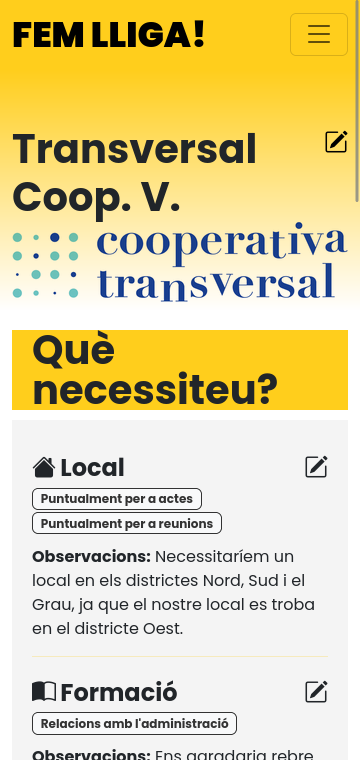 FEM LLIGA!
Transversal
Coop. V.
cooperativa
transversal
Què
necessiteu?
Local
Puntualment per a actes
Puntualment per a reunions
Observacions: Necessitaríem un
local en els districtes Nord, Sud i el
Grau, ja que el nostre local es troba
en el districte Oest.
Formació
Relacions amb l'administració
Observacions: Ens agradaria rebre